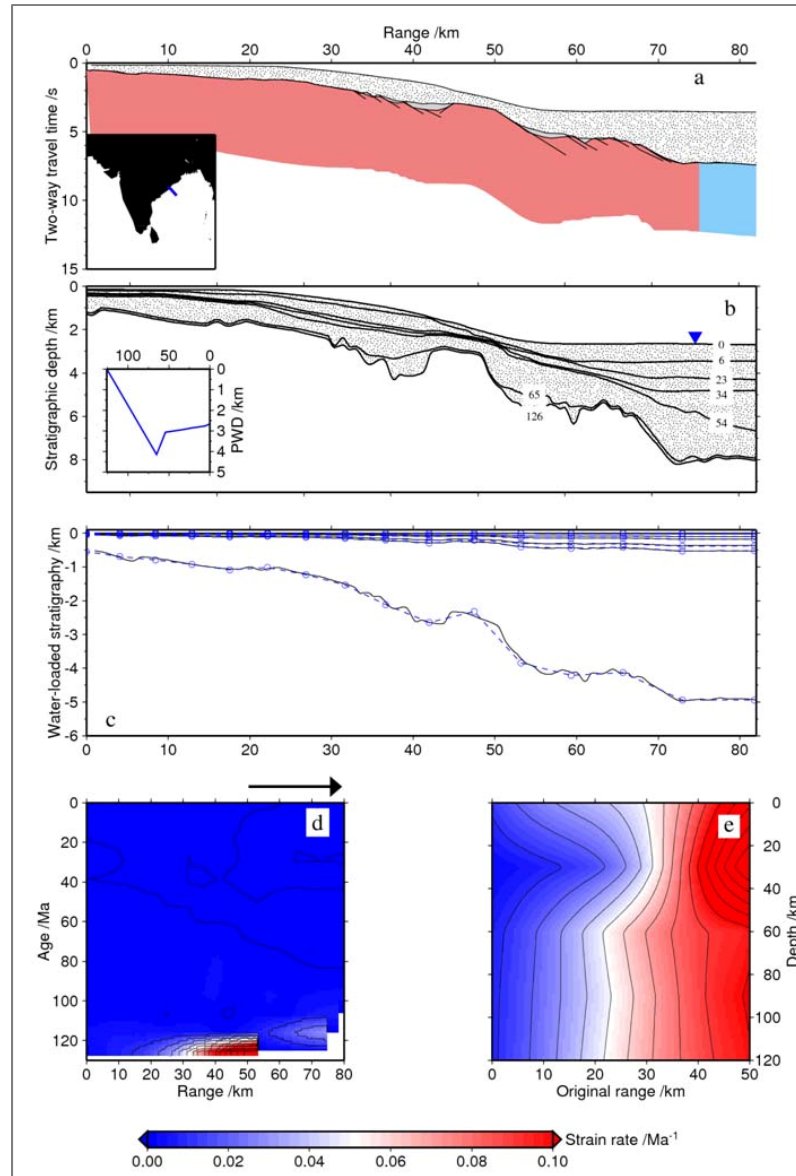 Range /km
0 10 20 30 40 50 60 70 80
a
0
5
10
15
Two-way travel time /s
b
0
2
4
6
8
Stratigraphic depth /km
100 50 0
0
1
2
3
4
5
PWD /km
0
6
23
34
54
65
126
c
0
-1
-2
-3
-4
-5
-6
Water-loaded stratigraphy /km
0 10 20 30 40 50 60 70 80
d
0
20
40
60
80
100
120
Age /Ma
0 10 20 30 40 50 60 70 80
Range /km
e
0
20
40
60
80
100
120
Depth /km
0 10 20 30 40 50
Original range /km
Strain rate /Ma⁻¹
0.00 0.02 0.04 0.06 0.08 0.10